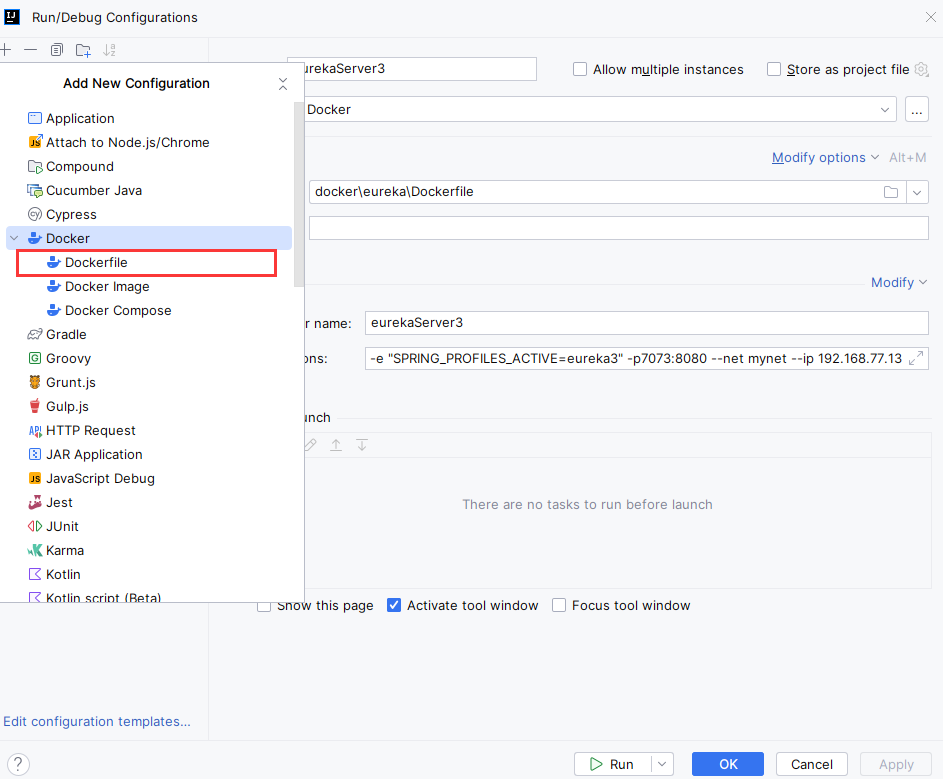 Run/Debug Configurations
Add New Configuration
Application
Attach to Node.js/Chrome
Compound
Cucumber Java
Cypress
Docker
Dockerfile
Docker Image
Docker Compose
Gradle
Groovy
Grunt.js
Gulp.js
HTTP Request
JAR Application
JavaScript Debug
Jest
JUnit
Karma
Kotlin
Kotlin script (Beta)
Edit configuration templates...
urekaServer3
Allow multiple instances
Store as project file
Docker
...
Modify options Alt+M
docker\eureka\Dockerfile
Modify
r name: eurekaServer3
ons: -e "SPRING_PROFILES_ACTIVE=eureka3" -p7073:8080 --net mynet --ip 192.168.77.13
unch
There are no tasks to run before launch
Show this page
Activate tool window
Focus tool window
?
Run
OK
Cancel
Apply